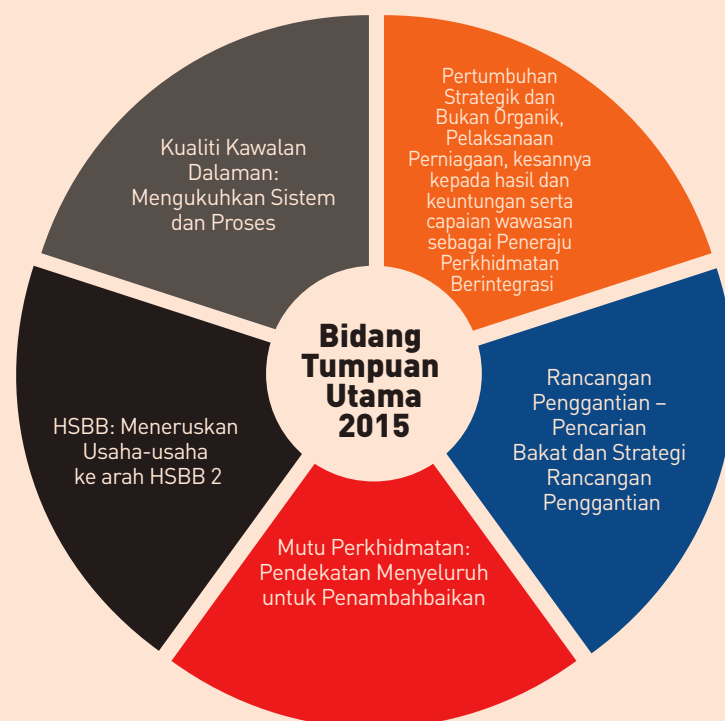 Bidang
Tumpuan
Utama
2015
Pertumbuhan
Strategik dan
Bukan Organik,
Pelaksanaan
Perniagaan, kesannya
kepada hasil dan
keuntungan serta
capaian wawasan
sebagai Peneraju
Perkhidmatan
Berintegrasi
Rancangan
Penggantian –
Pencarian
Bakat dan Strategi
Rancangan
Penggantian
Mutu Perkhidmatan:
Pendekatan Menyeluruh
untuk Penambahbaikan
HSBB: Meneruskan
Usaha-usaha
ke arah HSBB 2
Kualiti Kawalan
Dalaman:
Mengukuhkan Sistem
dan Proses